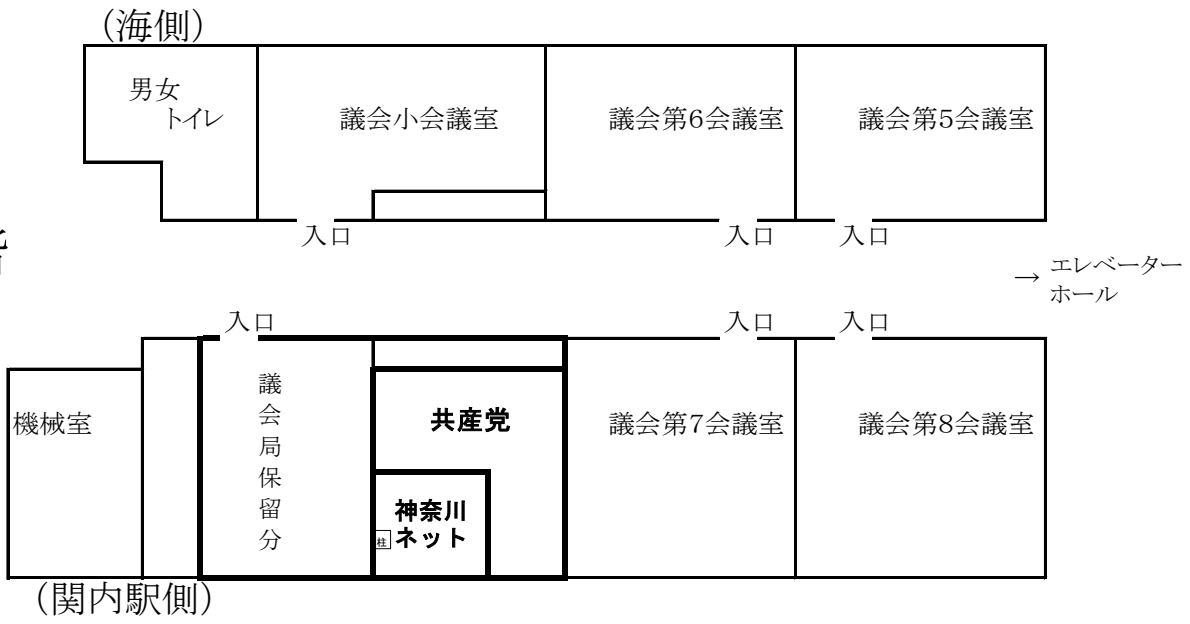 （海側）
男女
トイレ
議会小会議室
議会第6会議室
議会第5会議室
入口
入口
入口
→ エレベーター
ホール
入口
入口
入口
機械室
議会局保留分
共産党
神奈川
ネット
柱
議会第7会議室
議会第8会議室
（関内駅側）